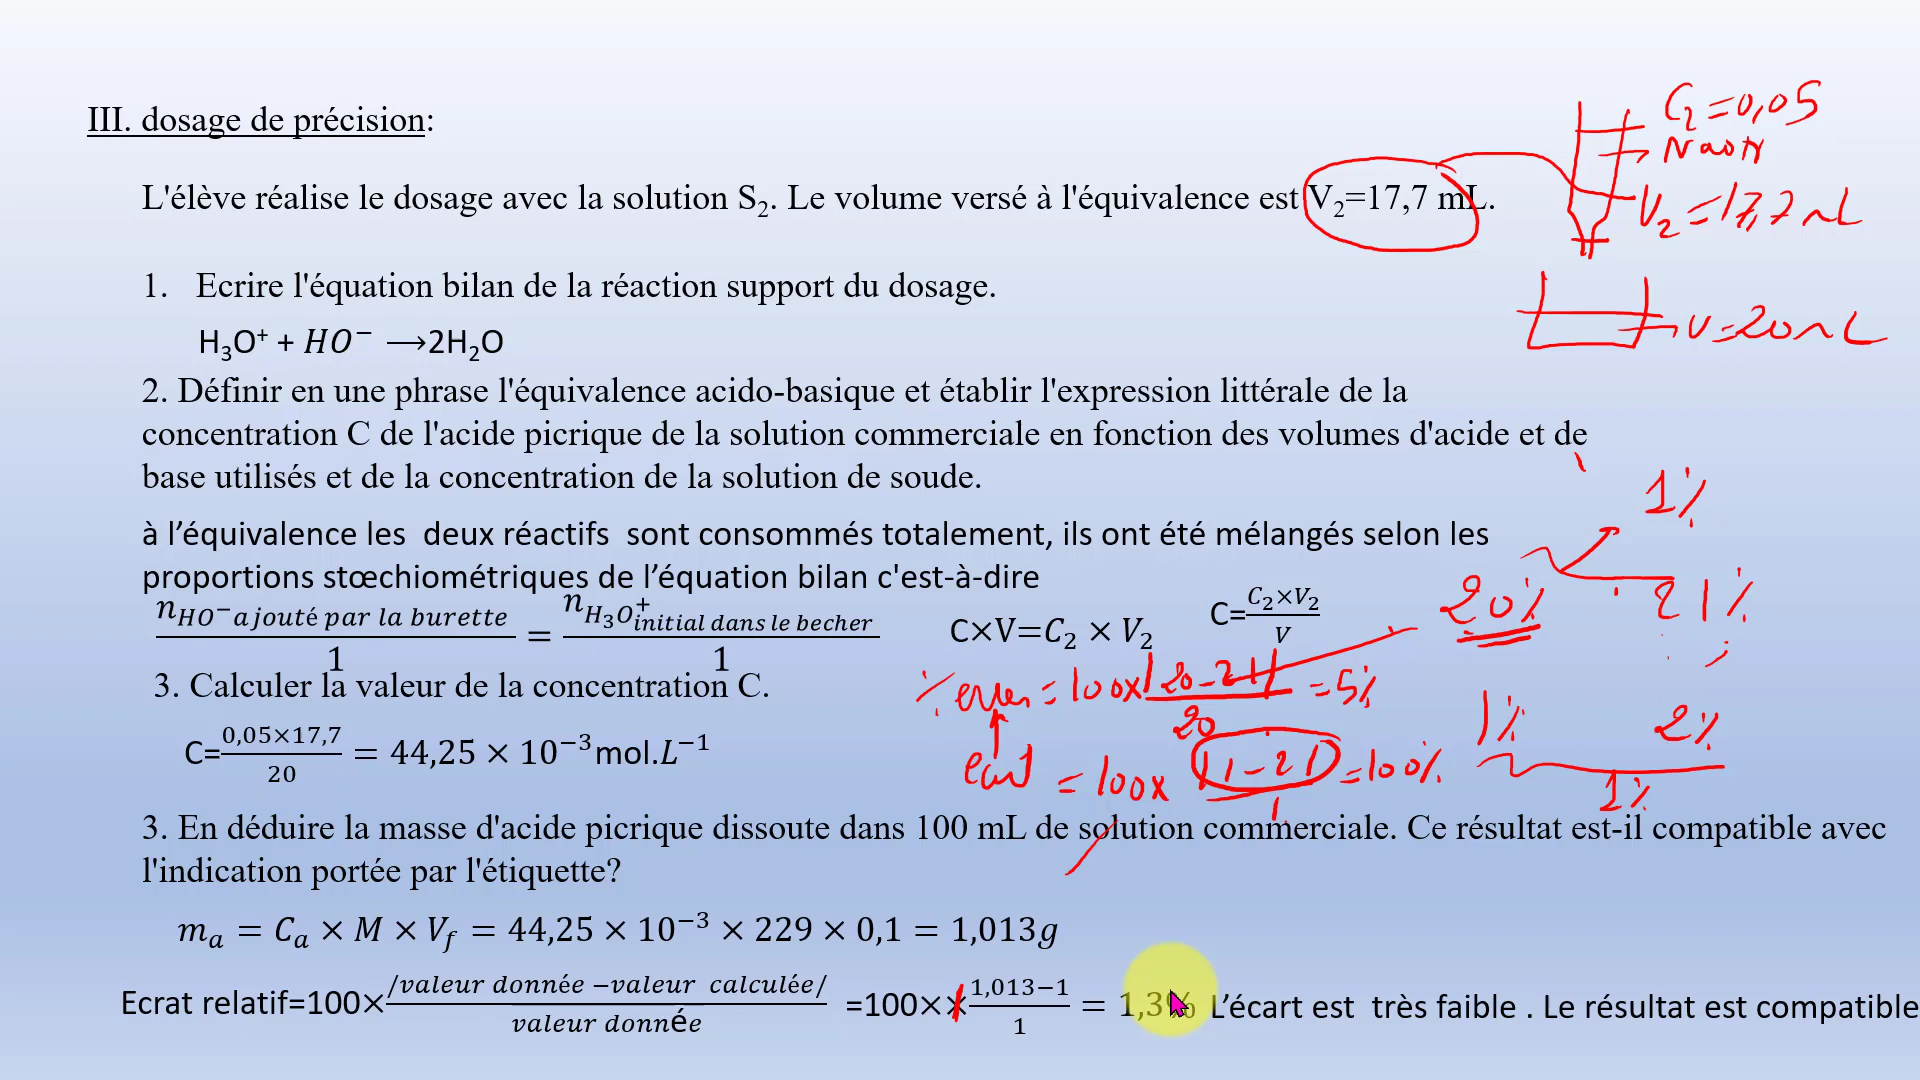 III. dosage de précision:
C2=0,05
NaOH
L'élève réalise le dosage avec la solution S2. Le volume versé à l'équivalence est V2=17,7 mL.
V2=17,7 mL
1. Ecrire l'équation bilan de la réaction support du dosage.
H3O+ + HO− ⟶2H2O
V=20mL
2. Définir en une phrase l'équivalence acido-basique et établir l'expression littérale de la
concentration C de l'acide picrique de la solution commerciale en fonction des volumes d'acide et de
base utilisés et de la concentration de la solution de soude.
1%
à l’équivalence les deux réactifs sont consommés totalement, ils ont été mélangés selon les
proportions stœchiométriques de l’équation bilan c'est-à-dire
20% 21%
nHO− ajouté par la burette / 1 = nH3O+ initial dans le becher / 1 C×V=C2 × V2 C=C2×V2 / V
3. Calculer la valeur de la concentration C.
% erreur = 100x |20-21| / 20 = 5%
1% 2%
C=0,05×17,7 / 20 = 44,25 × 10−3mol.L−1
ecart = 100x |1-2| / 1 = 100%
1%
3. En déduire la masse d'acide picrique dissoute dans 100 mL de solution commerciale. Ce résultat est-il compatible avec
l'indication portée par l'étiquette?
ma = Ca × M × Vf = 44,25 × 10−3 × 229 × 0,1 = 1,013g
Ecrat relatif=100×/valeur donnée −valeur calculée/ / valeur donnée =100×× 1,013−1 / 1 = 1,3% L’écart est très faible . Le résultat est compatible